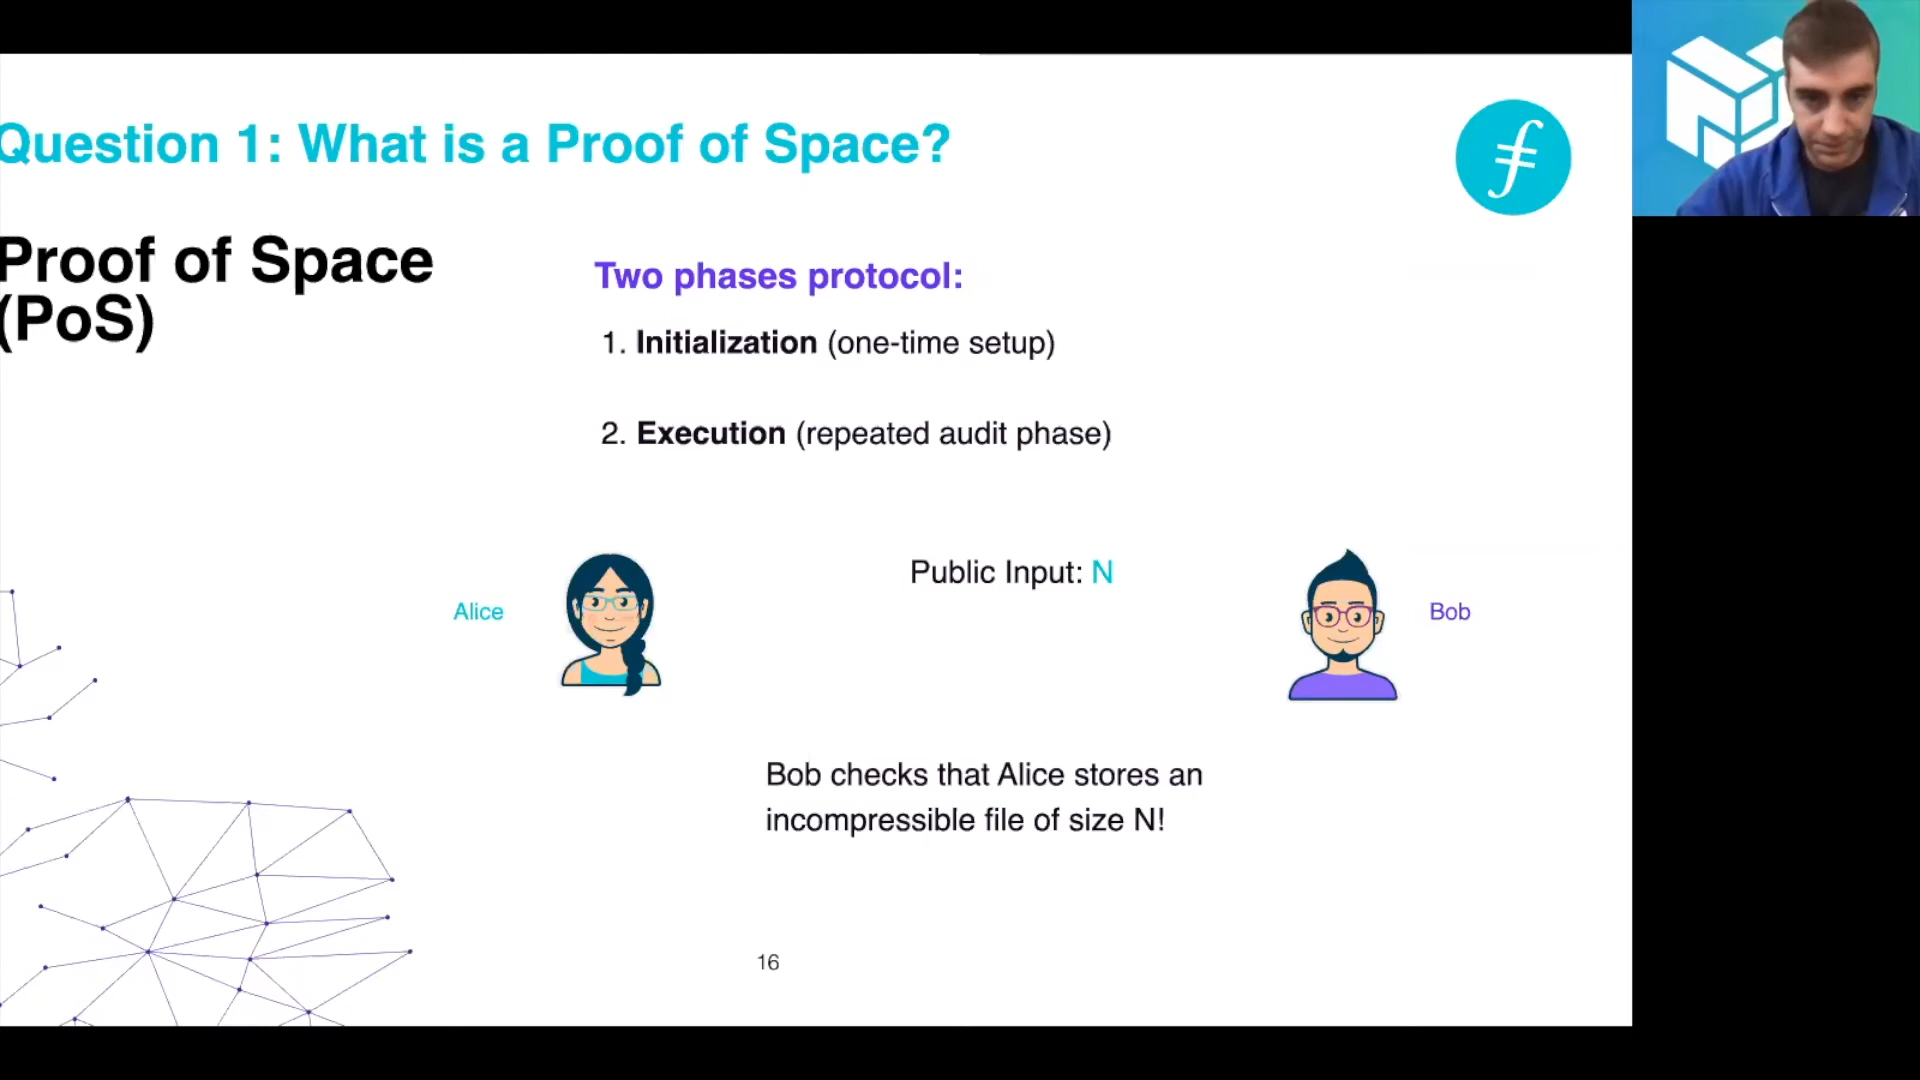 Question 1: What is a Proof of Space?
Proof of Space
(PoS)
Two phases protocol:
1. Initialization (one-time setup)
2. Execution (repeated audit phase)
Public Input: N
Alice
Bob
Bob checks that Alice stores an
incompressible file of size N!
16